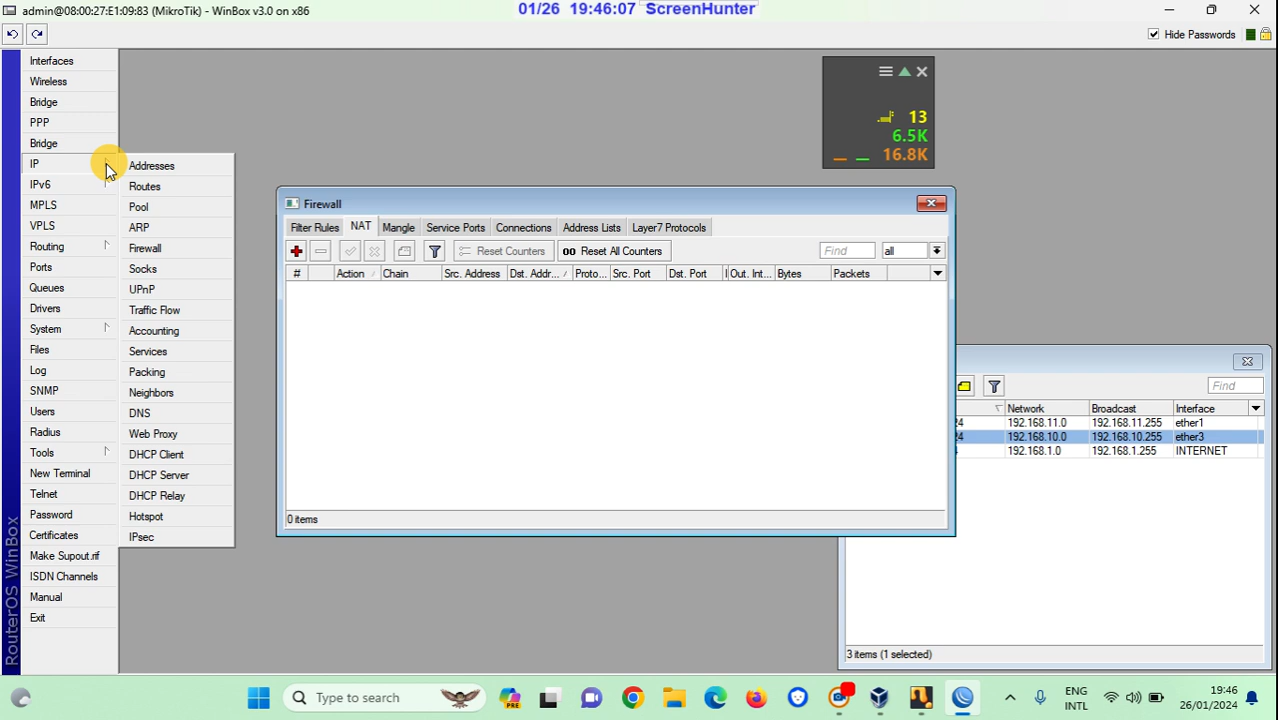 admin@08:00:27:E1:09:83 (MikroTik) - WinBox v3.0 on x86
01/26 19:46:07 ScreenHunter
Hide Passwords
Interfaces
Wireless
Bridge
PPP
Bridge
IP
IPv6
MPLS
VPLS
Routing
Ports
Queues
Drivers
System
Files
Log
SNMP
Users
Radius
Tools
New Terminal
Telnet
Password
Certificates
Make Supout.rif
ISDN Channels
Manual
Exit
RouterOS WinBox
Addresses
Routes
Pool
ARP
Firewall
Socks
UPnP
Traffic Flow
Accounting
Services
Packing
Neighbors
DNS
Web Proxy
DHCP Client
DHCP Server
DHCP Relay
Hotspot
IPsec
13
6.5K
16.8K
Firewall
Filter Rules NAT Mangle Service Ports Connections Address Lists Layer7 Protocols
Reset Counters 00 Reset All Counters Find all
# Action Chain Src. Address Dst. Addr... Proto... Src. Port Dst. Port I Out. Int... Bytes Packets
0 items
Find
Network Broadcast Interface
24 192.168.11.0 192.168.11.255 ether1
24 192.168.10.0 192.168.10.255 ether3
192.168.1.0 192.168.1.255 INTERNET
3 items (1 selected)
Type to search
PRE
ENG
INTL
19:46
26/01/2024